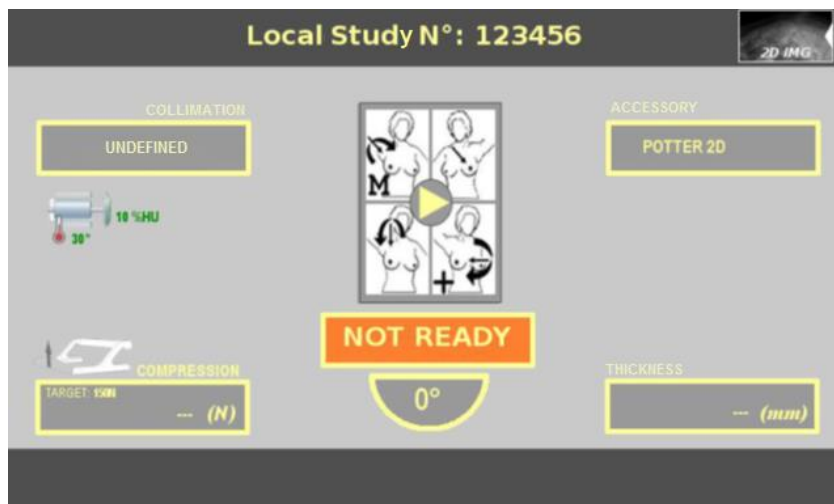 Local Study N°: 123456
2D IMG
COLLIMATION
UNDEFINED
ACCESSORY
POTTER 2D
10 %HU
30°
M
+
NOT READY
0°
COMPRESSION
TARGET: 150N
--- (N)
THICKNESS
-- (mm)